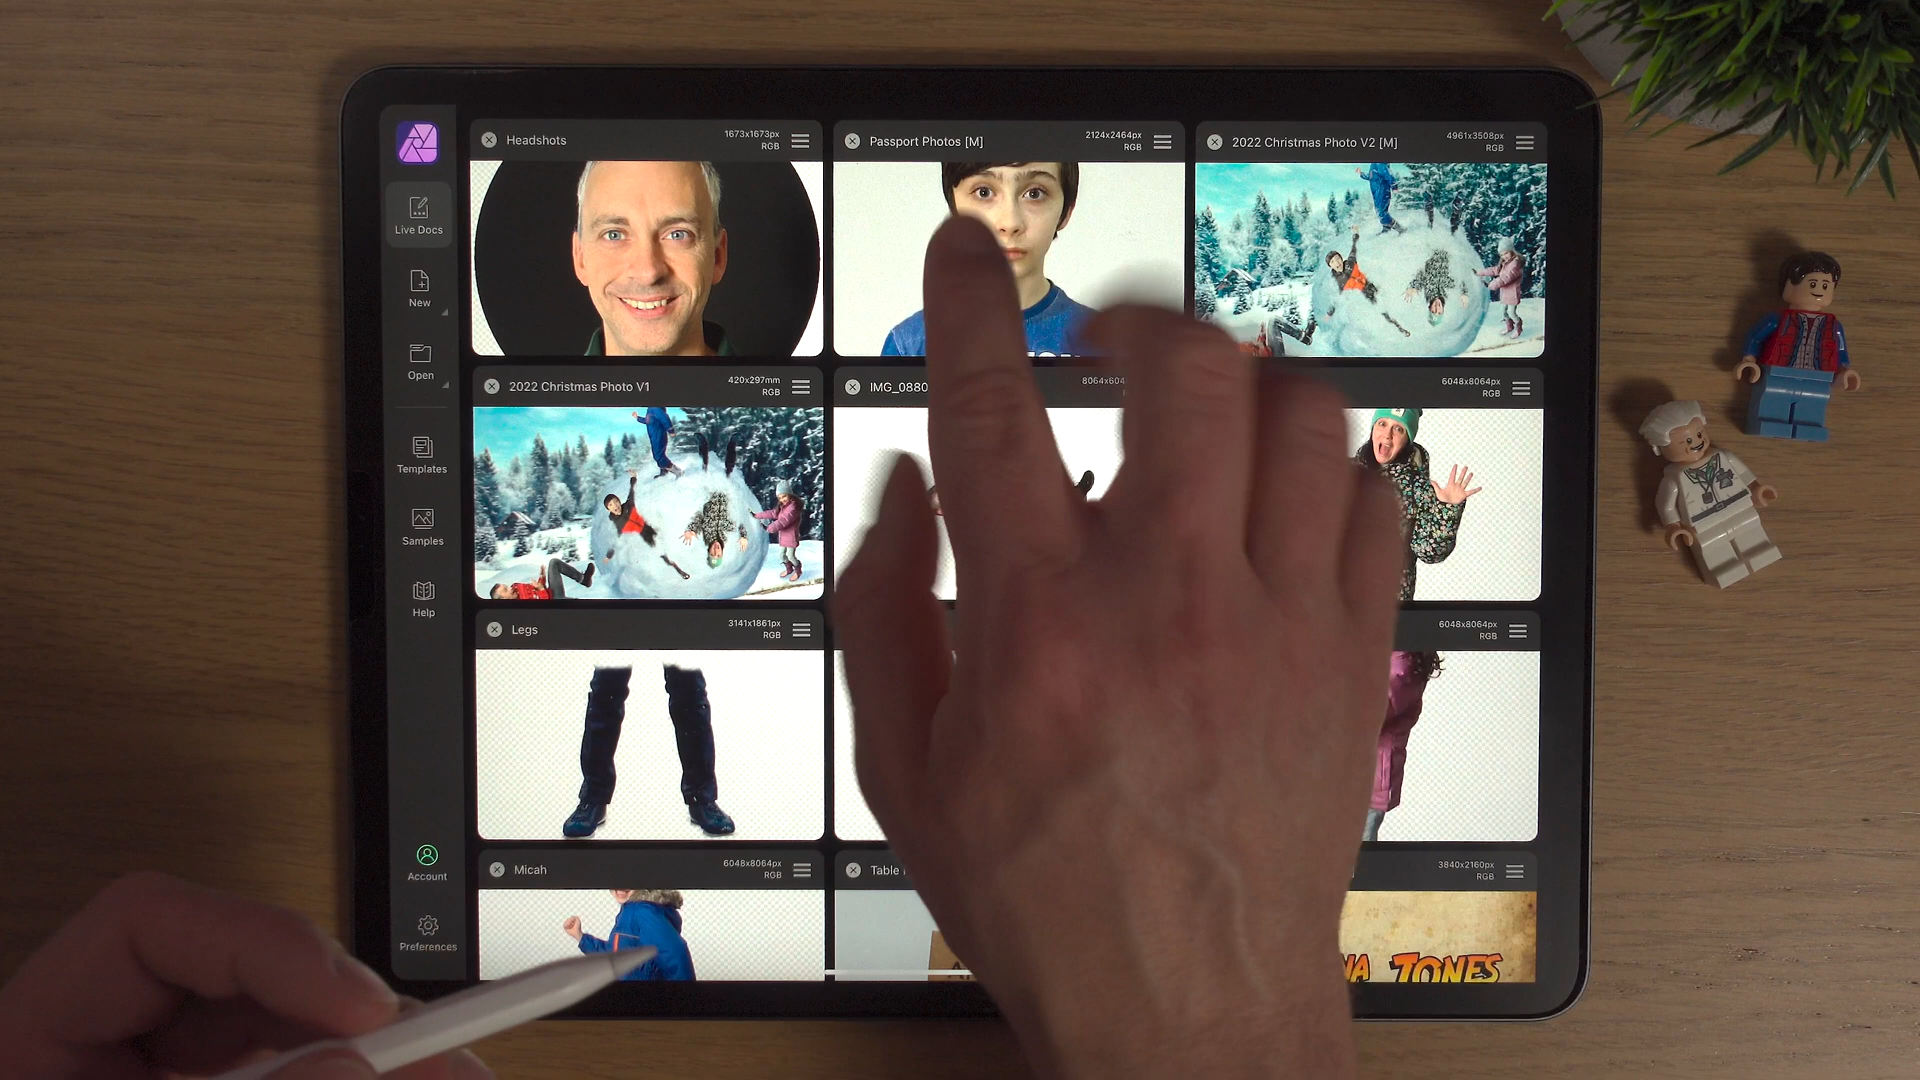 Headshots
1673x1673px
RGB
Passport Photos [M]
2124x2464px
RGB
2022 Christmas Photo V2 [M]
4961x3508px
RGB
Live Docs
New
Open
Templates
Samples
Help
Account
Preferences
2022 Christmas Photo V1
420x297mm
RGB
IMG_0880
6048x8064px
RGB
Legs
3141x1861px
RGB
6048x8064px
RGB
Micah
6048x8064px
RGB
Table
3840x2160px
RGB
TONES